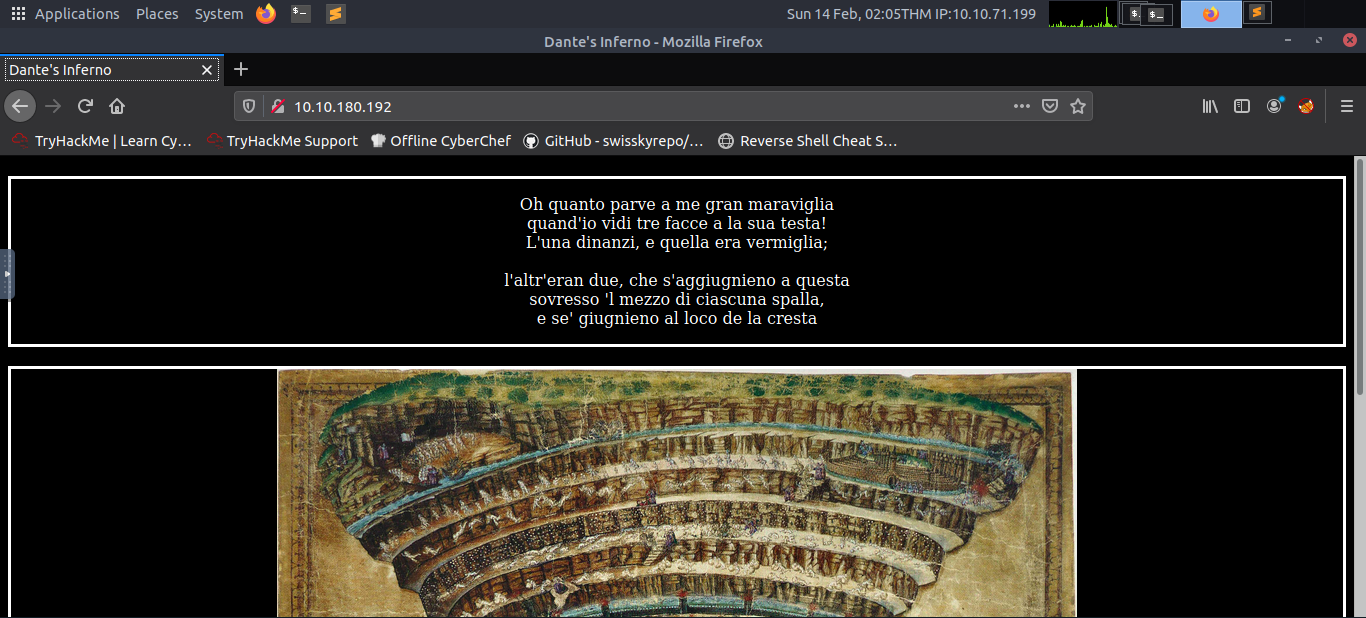 Applications Places System Sun 14 Feb, 02:05THM IP:10.10.71.199
Dante's Inferno - Mozilla Firefox
Dante's Inferno
10.10.180.192
TryHackMe | Learn Cy… TryHackMe Support Offline CyberChef GitHub - swisskyrepo/… Reverse Shell Cheat S…
Oh quanto parve a me gran maraviglia
quand'io vidi tre facce a la sua testa!
L'una dinanzi, e quella era vermiglia;
l'altr'eran due, che s'aggiugnieno a questa
sovresso 'l mezzo di ciascuna spalla,
e se' giugnieno al loco de la cresta